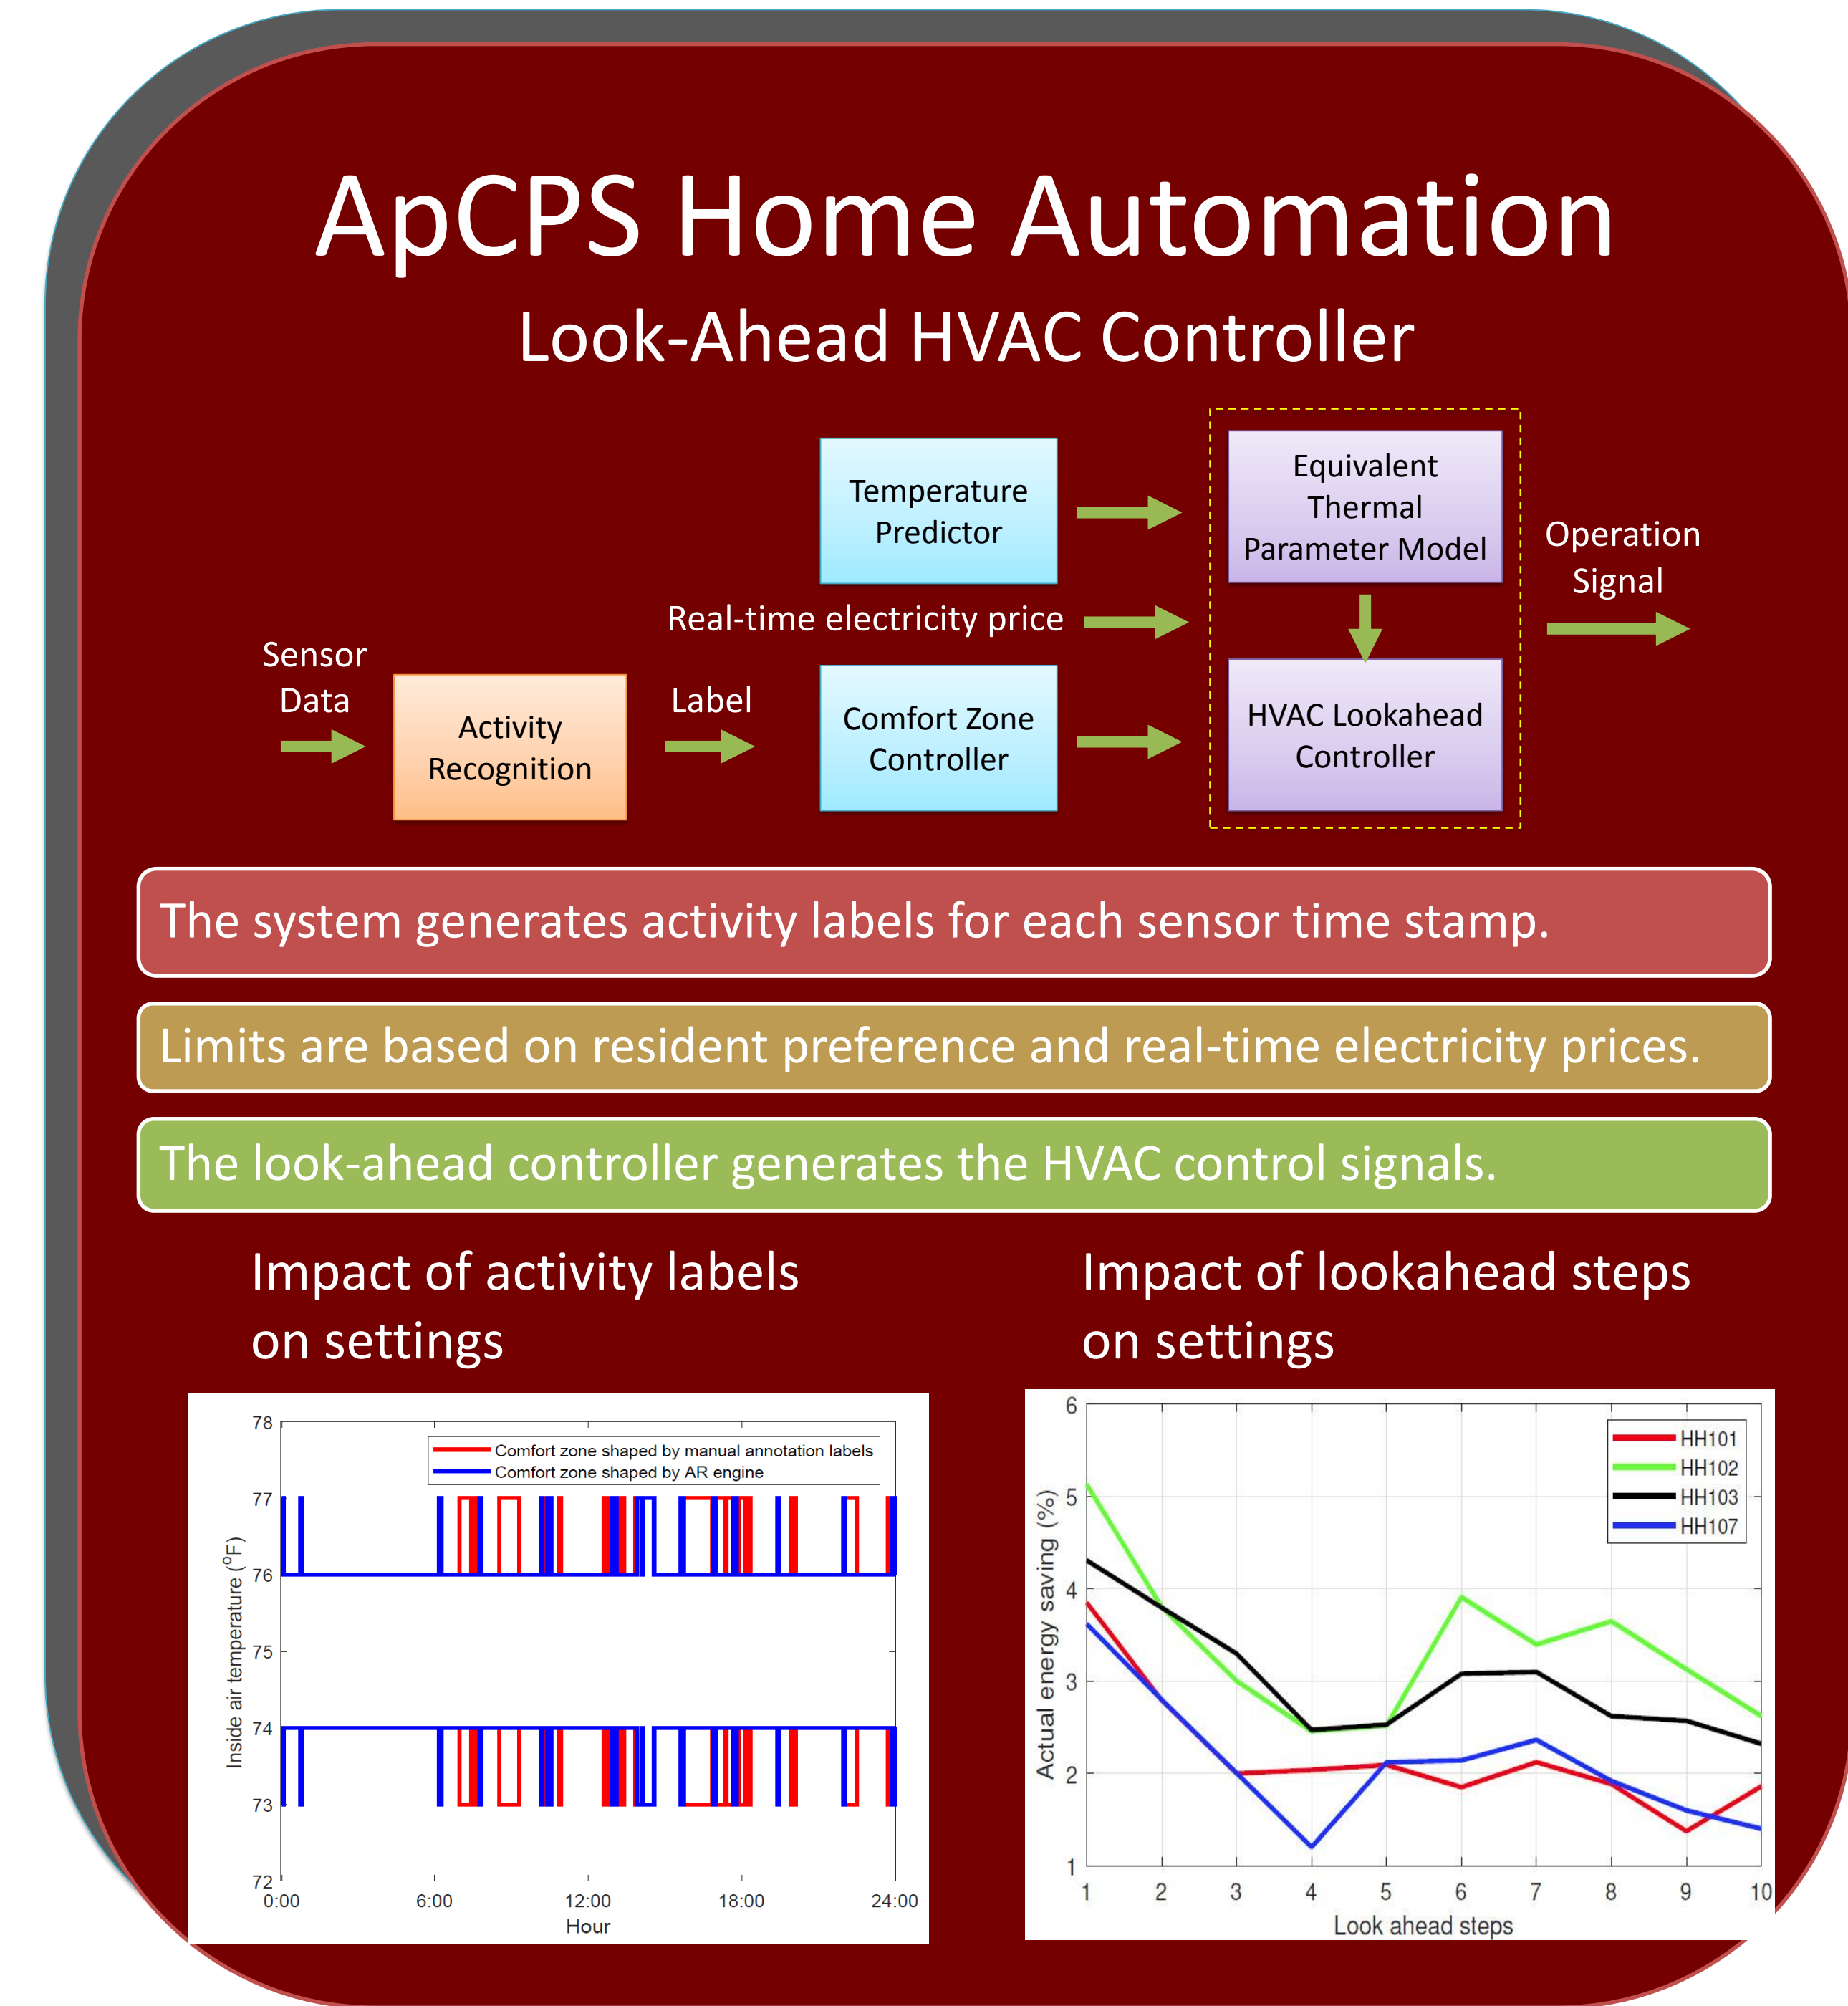 ApCPS Home Automation
Look-Ahead HVAC Controller
Temperature
Predictor
Equivalent
Thermal
Parameter Model
Operation
Signal
Real-time electricity price
Sensor
Data
Activity
Recognition
Label
Comfort Zone
Controller
HVAC Lookahead
Controller
The system generates activity labels for each sensor time stamp.
Limits are based on resident preference and real-time electricity prices.
The look-ahead controller generates the HVAC control signals.
Impact of activity labels
on settings
78
77
76
75
74
73
72
Inside air temperature (°F)
Comfort zone shaped by manual annotation labels
Comfort zone shaped by AR engine
0:00 6:00 12:00 18:00 24:00
Hour
Impact of lookahead steps
on settings
6
5
4
3
2
1
Actual energy saving (%)
HH101
HH102
HH103
HH107
1 2 3 4 5 6 7 8 9 10
Look ahead steps